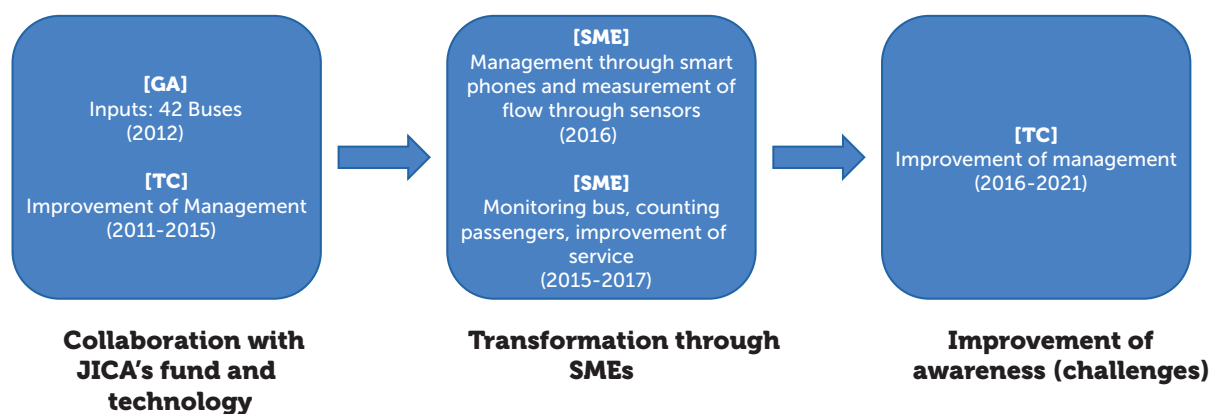 [GA]
Inputs: 42 Buses
(2012)
[TC]
Improvement of Management
(2011-2015)
[SME]
Management through smart
phones and measurement of
flow through sensors
(2016)
[SME]
Monitoring bus, counting
passengers, improvement of
service
(2015-2017)
[TC]
Improvement of management
(2016-2021)
Collaboration with
JICA’s fund and
technology
Transformation through
SMEs
Improvement of
awareness (challenges)